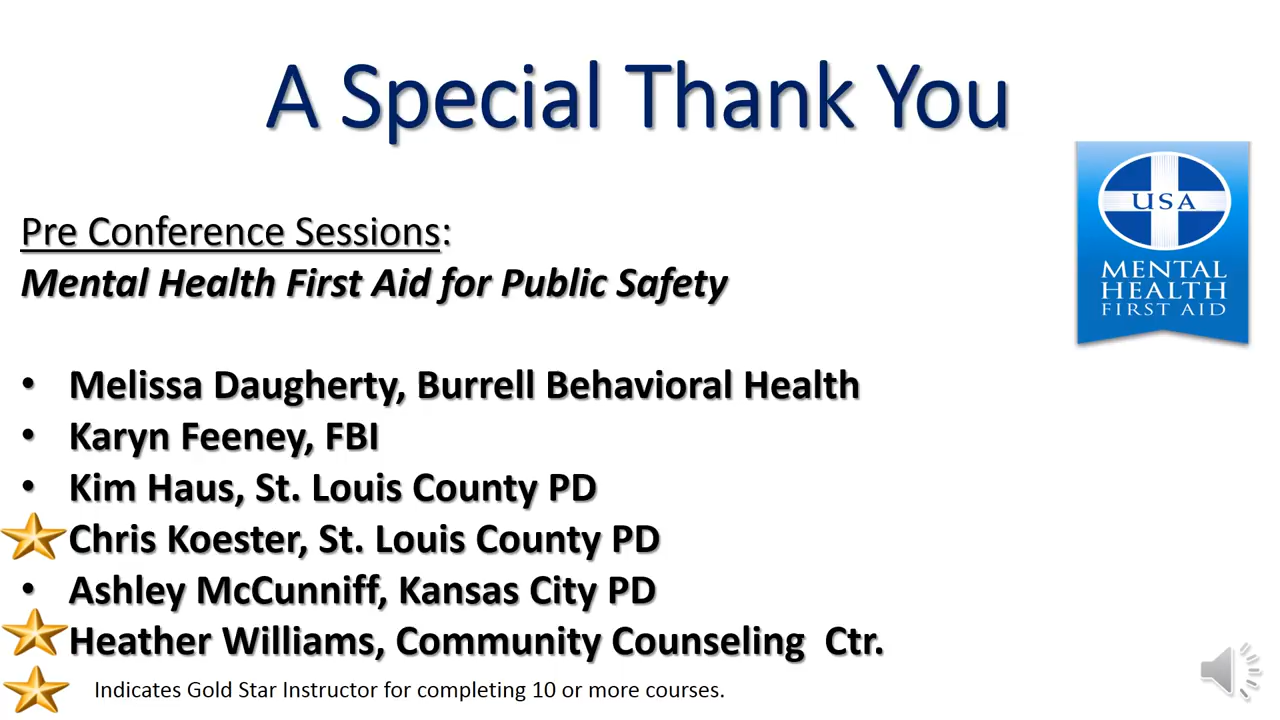 A Special Thank You
Pre Conference Sessions:
Mental Health First Aid for Public Safety
USA
MENTAL
HEALTH
FIRST AID
• Melissa Daugherty, Burrell Behavioral Health
• Karyn Feeney, FBI
• Kim Haus, St. Louis County PD
Chris Koester, St. Louis County PD
• Ashley McCunniff, Kansas City PD
Heather Williams, Community Counseling Ctr.
Indicates Gold Star Instructor for completing 10 or more courses.